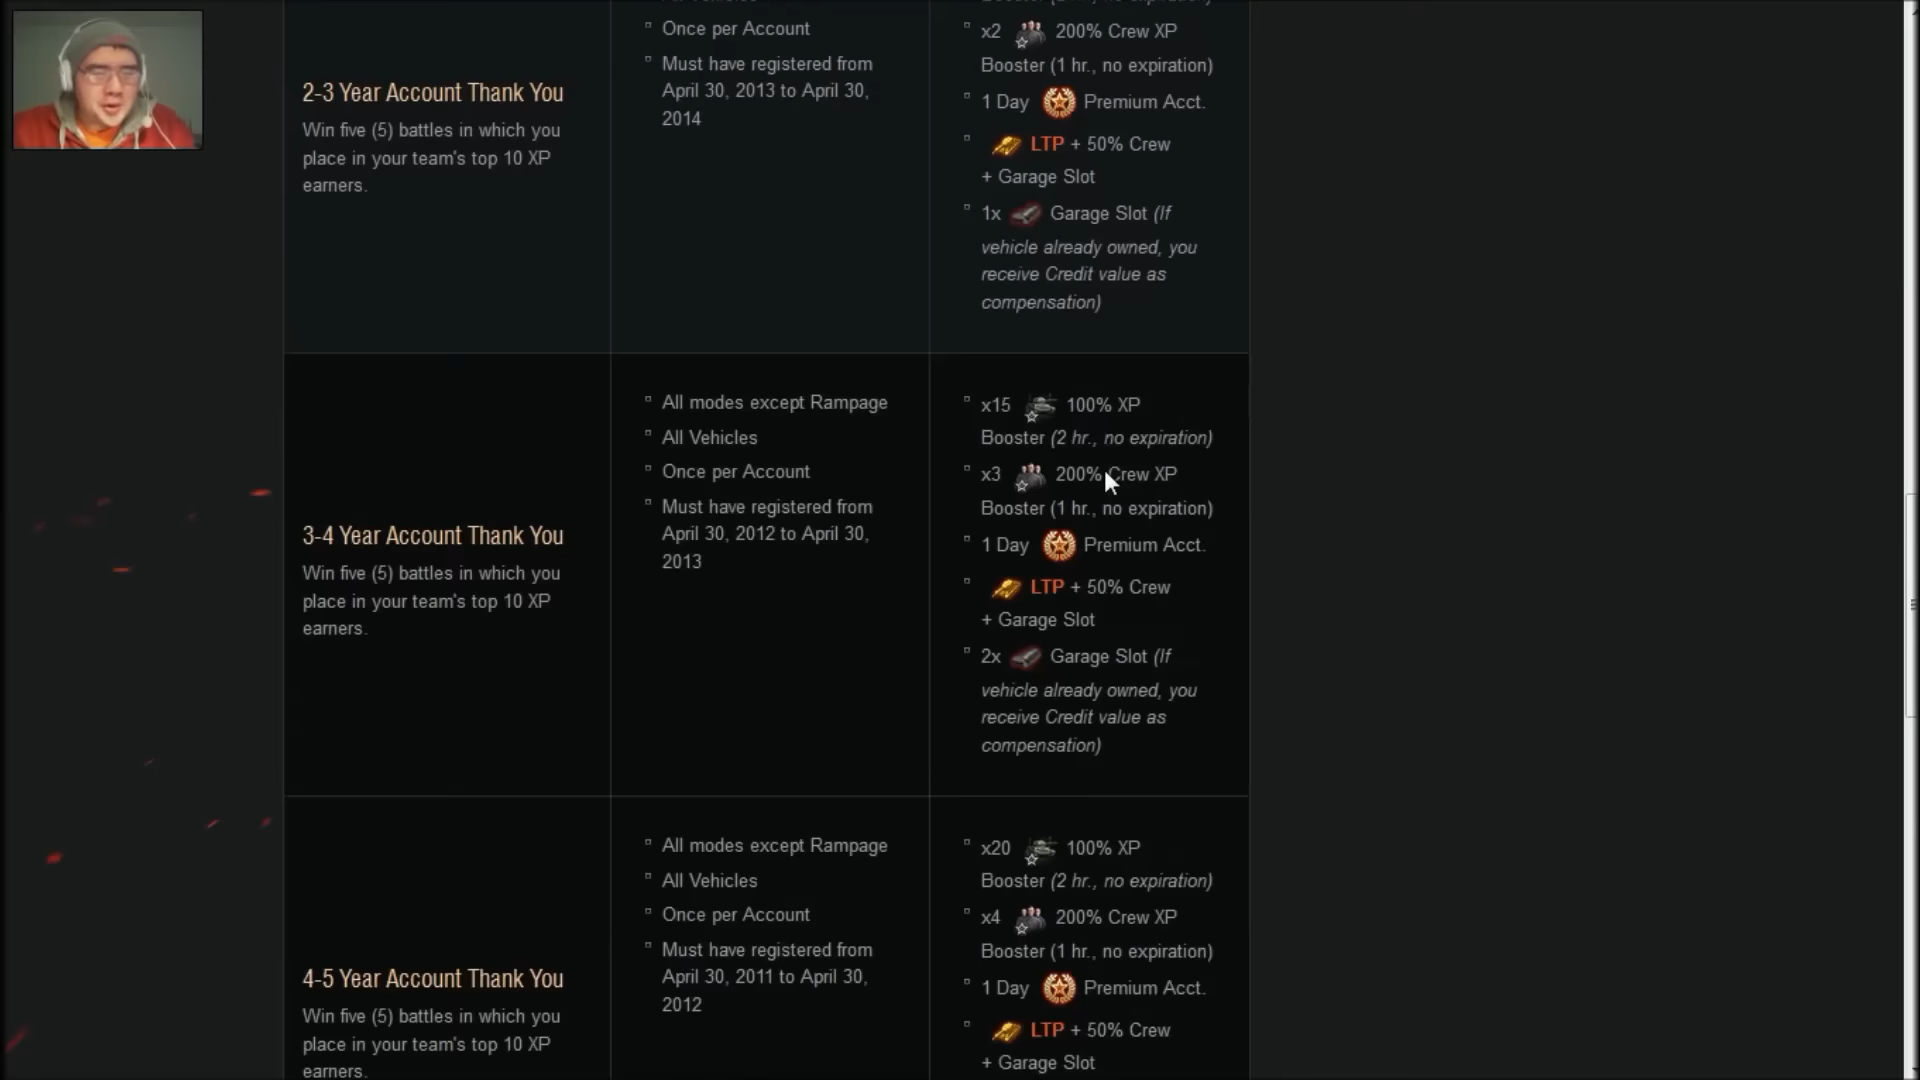 2-3 Year Account Thank You
Win five (5) battles in which you
place in your team's top 10 XP
earners.
Once per Account
Must have registered from
April 30, 2013 to April 30,
2014
x2 200% Crew XP
Booster (1 hr., no expiration)
1 Day Premium Acct.
LTP + 50% Crew
+ Garage Slot
1x Garage Slot (If
vehicle already owned, you
receive Credit value as
compensation)
3-4 Year Account Thank You
Win five (5) battles in which you
place in your team's top 10 XP
earners.
All modes except Rampage
All Vehicles
Once per Account
Must have registered from
April 30, 2012 to April 30,
2013
x15 100% XP
Booster (2 hr., no expiration)
x3 200% Crew XP
Booster (1 hr., no expiration)
1 Day Premium Acct.
LTP + 50% Crew
+ Garage Slot
2x Garage Slot (If
vehicle already owned, you
receive Credit value as
compensation)
4-5 Year Account Thank You
Win five (5) battles in which you
place in your team's top 10 XP
earners.
All modes except Rampage
All Vehicles
Once per Account
Must have registered from
April 30, 2011 to April 30,
2012
x20 100% XP
Booster (2 hr., no expiration)
x4 200% Crew XP
Booster (1 hr., no expiration)
1 Day Premium Acct.
LTP + 50% Crew
+ Garage Slot